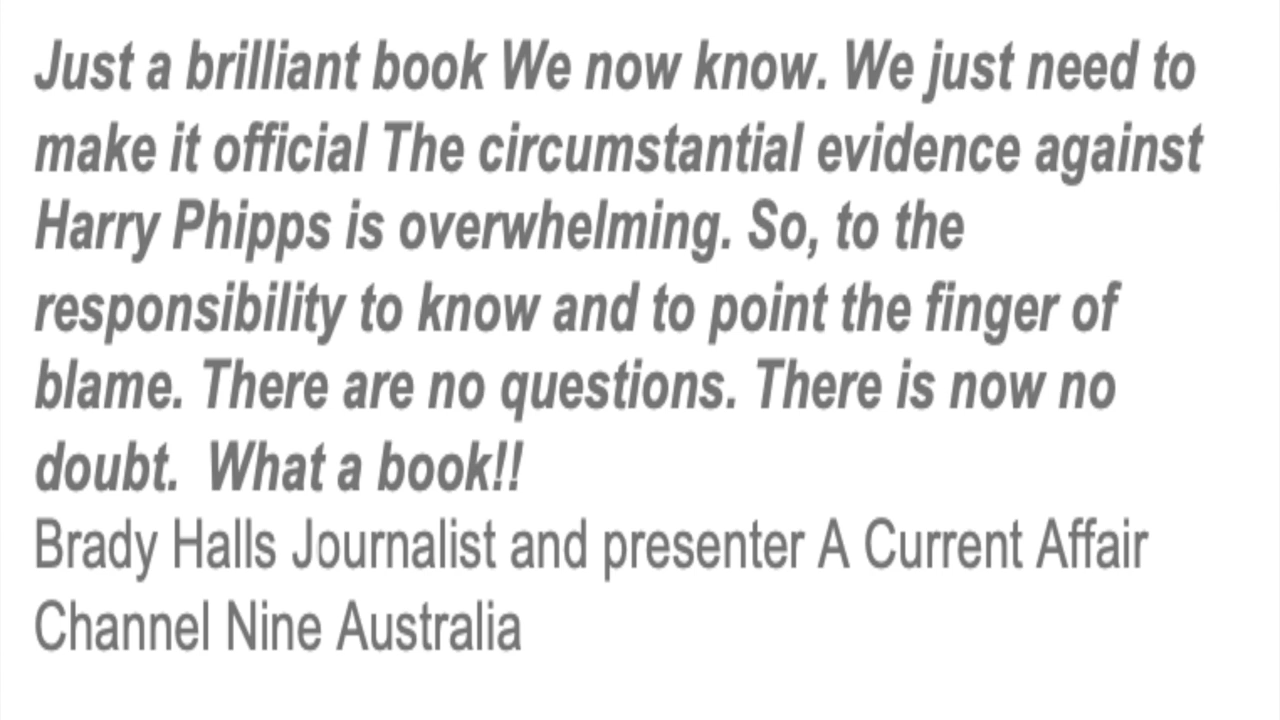 Just a brilliant book We now know. We just need to
make it official The circumstantial evidence against
Harry Phipps is overwhelming. So, to the
responsibility to know and to point the finger of
blame. There are no questions. There is now no
doubt.  What a book!!
Brady Halls Journalist and presenter A Current Affair
Channel Nine Australia